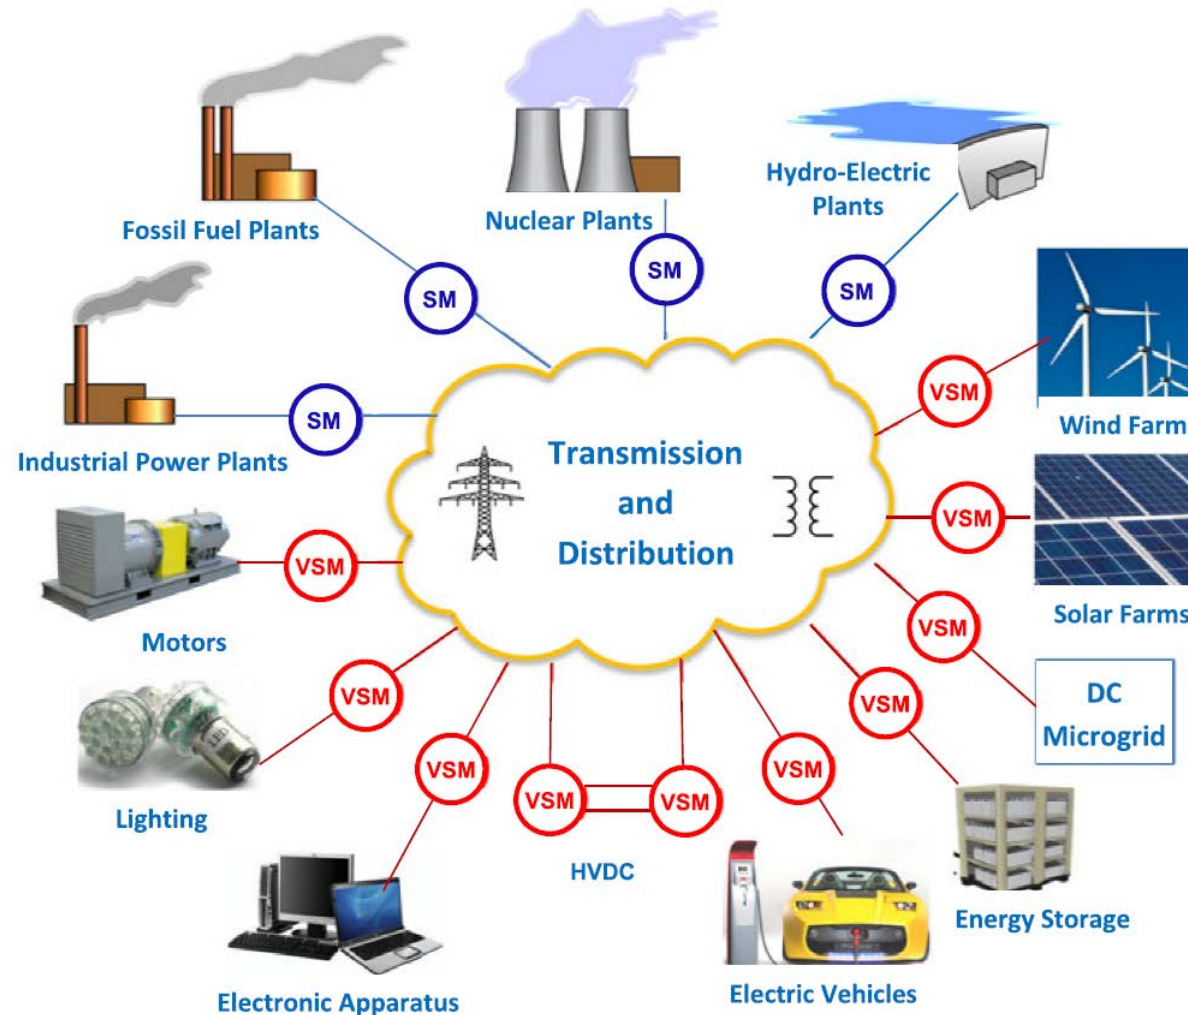 Fossil Fuel Plants
Nuclear Plants
Hydro-Electric
Plants
SM
SM
SM
Industrial Power Plants
SM
VSM
Wind Farm
Transmission
and
Distribution
VSM
Solar Farms
Motors
VSM
VSM
DC
Microgrid
Lighting
LED
VSM
VSM
Electronic Apparatus
VSM
VSM
VSM
HVDC
VSM
Electric Vehicles
Energy Storage